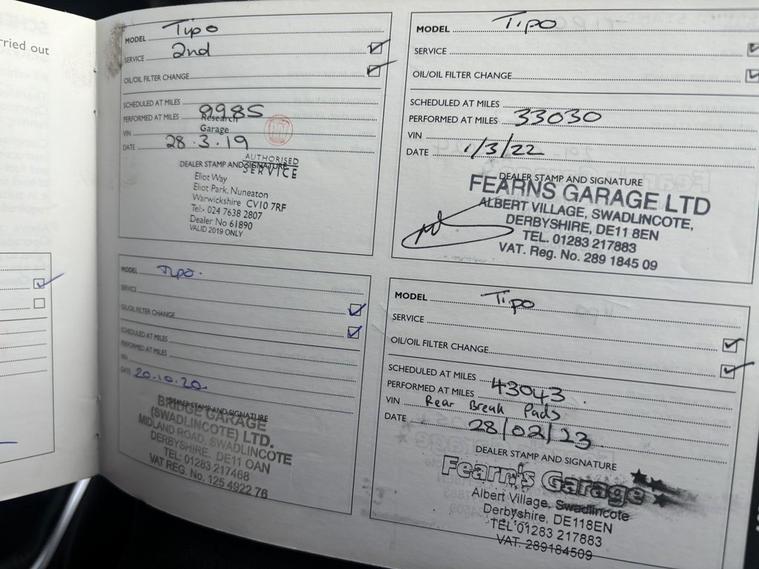 rried out
MODEL Tipo
SERVICE 2nd
OIL/OIL FILTER CHANGE
SCHEDULED AT MILES
PERFORMED AT MILES 9985
VIN
Research
Garage
DATE 28.3.19
AUTHORISED
SERVICE
DEALER STAMP AND SIGNATURE
Eliot Way
Eliot Park, Nuneaton
Warwickshire CV10 7RF
Tel:- 024 7638 2807
Dealer No 61890
VALID 2019 ONLY
MODEL Tipo
SERVICE
OIL/OIL FILTER CHANGE
SCHEDULED AT MILES
PERFORMED AT MILES 33030
VIN
DATE 1/3/22
DEALER STAMP AND SIGNATURE
FEARNS GARAGE LTD
ALBERT VILLAGE, SWADLINCOTE,
DERBYSHIRE, DE11 8EN
TEL. 01283 217883
VAT. Reg. No. 289 1845 09
MODEL Tipo.
SERVICE
OIL/OIL FILTER CHANGE
SCHEDULED AT MILES
PERFORMED AT MILES
VIN
DATE 20.10.20.
DEALER STAMP AND SIGNATURE
BRIDGE GARAGE
(SWADLINCOTE) LTD.
MIDLAND ROAD, SWADLINCOTE
DERBYSHIRE. DE11 OAN
TEL: 01283 217468
VAT REG. No. 125 4922 76
MODEL Tipo
SERVICE
OIL/OIL FILTER CHANGE
SCHEDULED AT MILES
PERFORMED AT MILES 43043
VIN Rear Break Pads
DATE 28/02/23
DEALER STAMP AND SIGNATURE
Fearn's Garage
Albert Village, Swadlincote
Derbyshire, DE118EN
TEL 01283 217883
VAT. 289184509